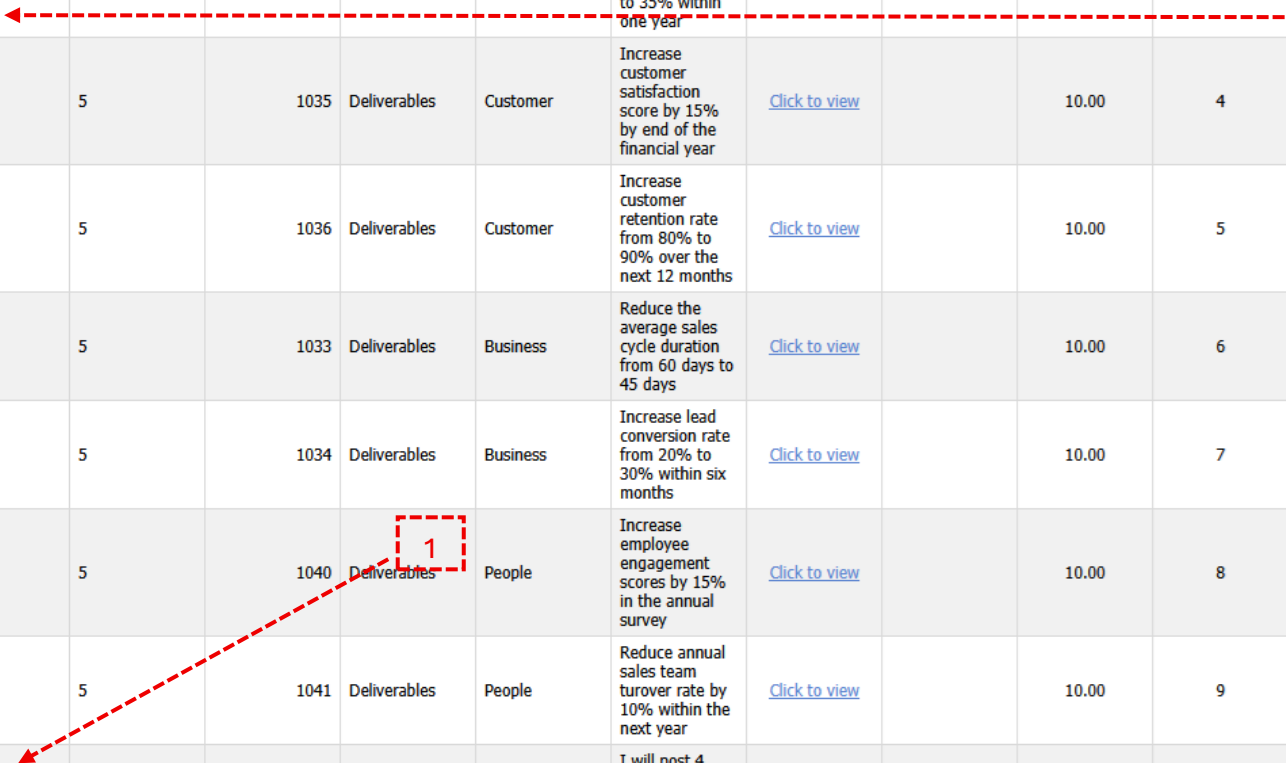 to 35% within
one year
5 1035 Deliverables Customer Increase customer satisfaction score by 15% by end of the financial year Click to view 10.00 4
5 1036 Deliverables Customer Increase customer retention rate from 80% to 90% over the next 12 months Click to view 10.00 5
5 1033 Deliverables Business Reduce the average sales cycle duration from 60 days to 45 days Click to view 10.00 6
5 1034 Deliverables Business Increase lead conversion rate from 20% to 30% within six months Click to view 10.00 7
1
5 1040 Deliverables People Increase employee engagement scores by 15% in the annual survey Click to view 10.00 8
5 1041 Deliverables People Reduce annual sales team turover rate by 10% within the next year Click to view 10.00 9
I will post 4